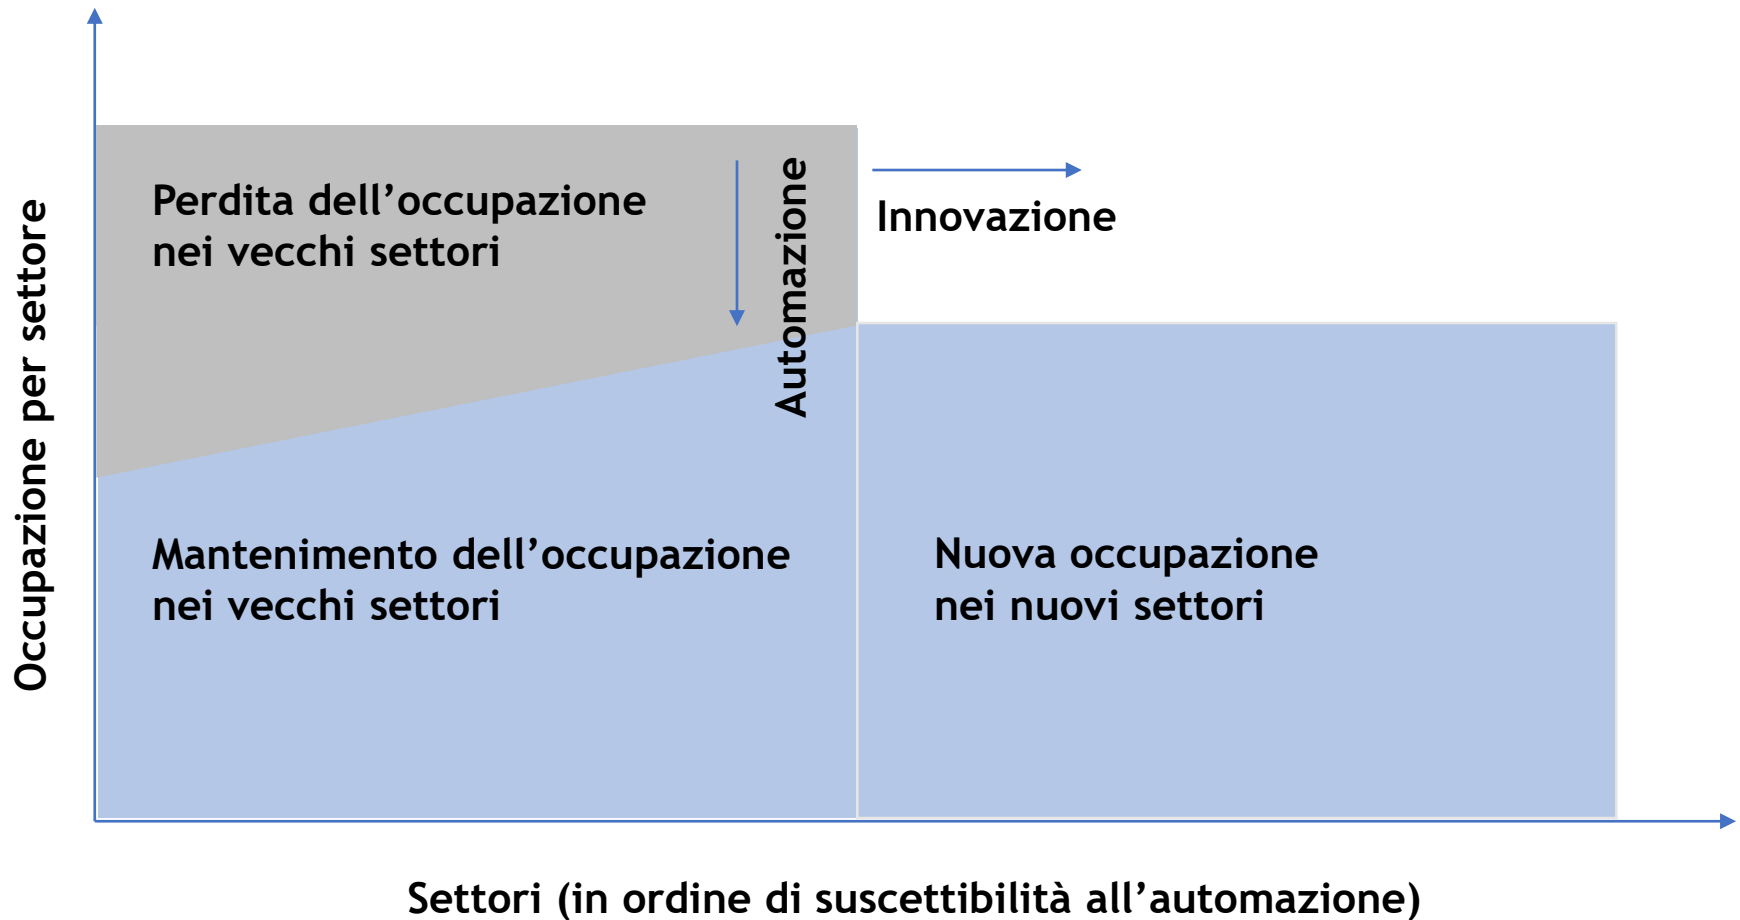 Occupazione per settore
Perdita dell’occupazione
nei vecchi settori
Automazione
Innovazione
Mantenimento dell’occupazione
nei vecchi settori
Nuova occupazione
nei nuovi settori
Settori (in ordine di suscettibilità all’automazione)